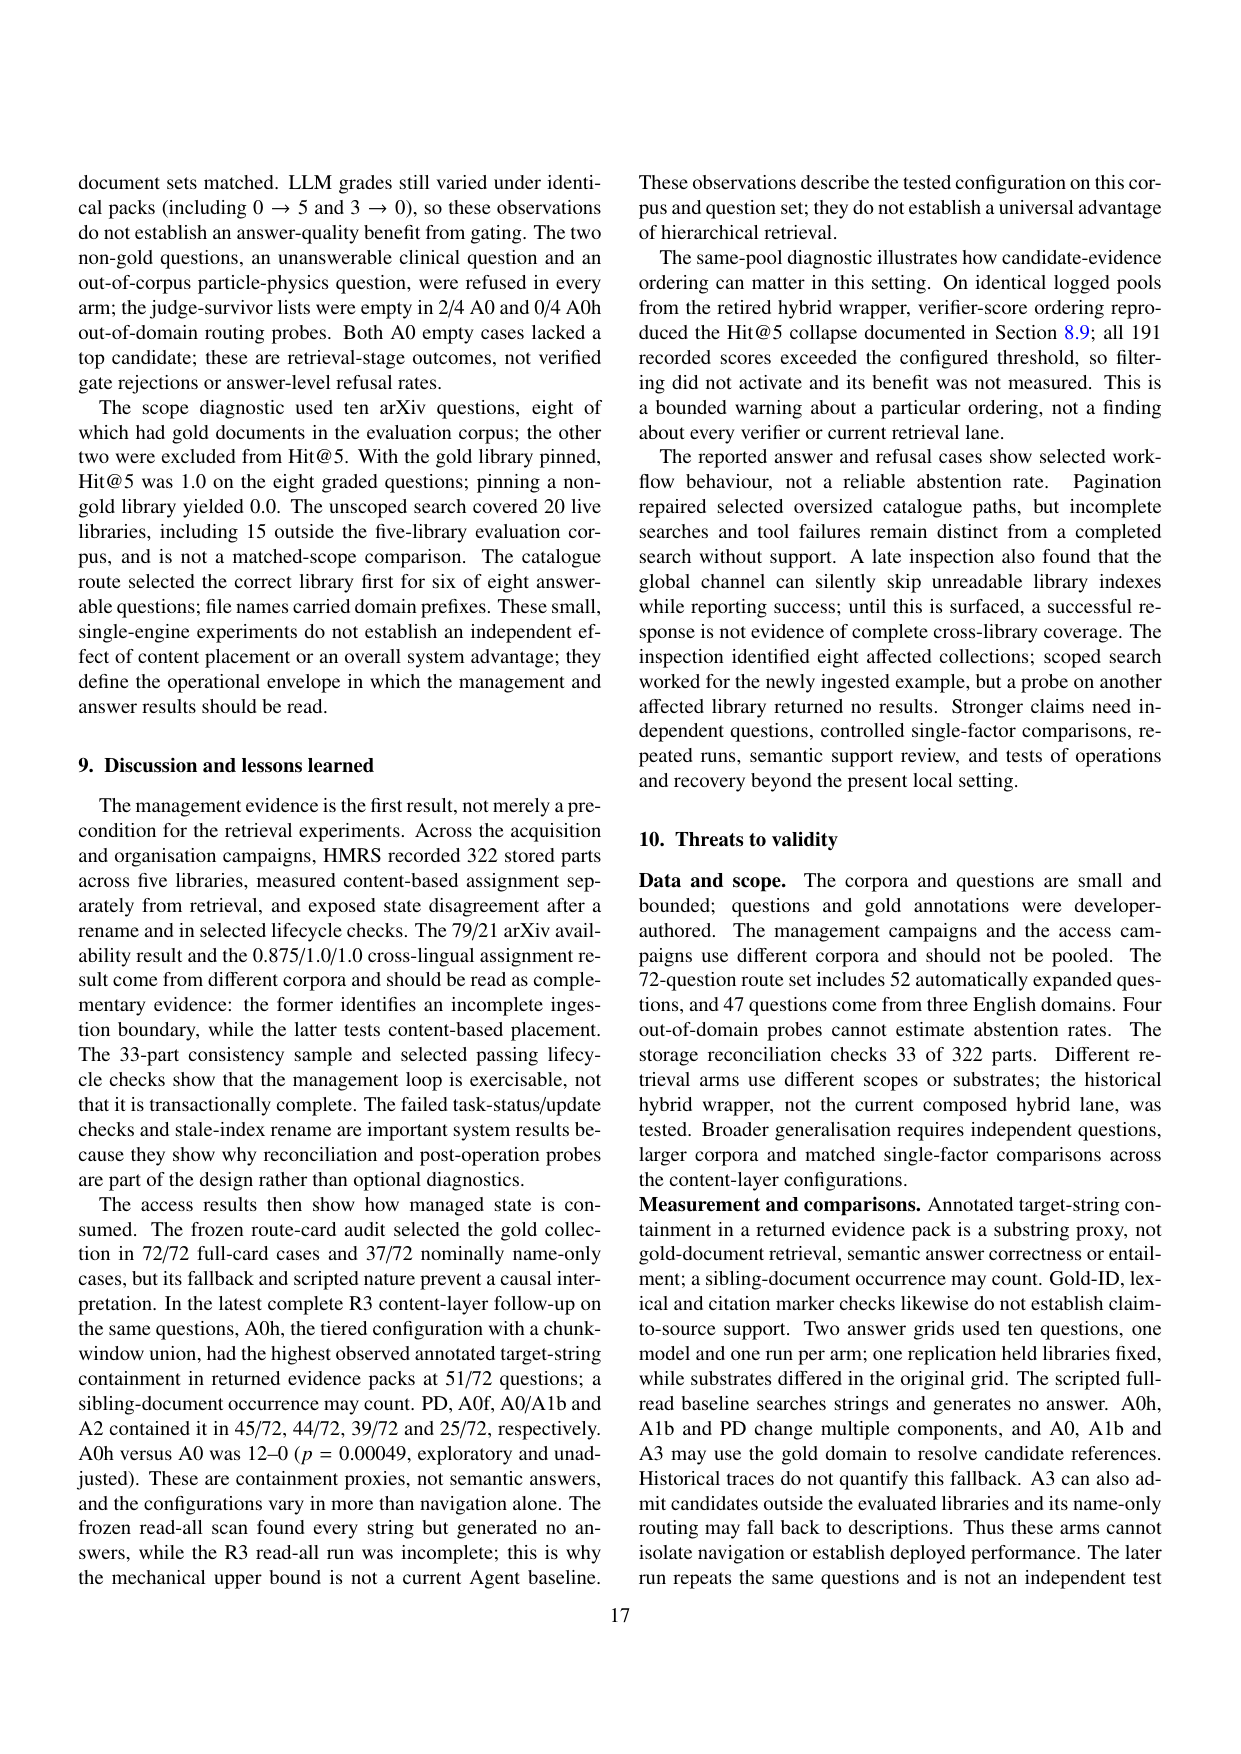 document sets matched. LLM grades still varied under identi-
cal packs (including 0 → 5 and 3 → 0), so these observations
do not establish an answer-quality benefit from gating. The two
non-gold questions, an unanswerable clinical question and an
out-of-corpus particle-physics question, were refused in every
arm; the judge-survivor lists were empty in 2/4 A0 and 0/4 A0h
out-of-domain routing probes. Both A0 empty cases lacked a
top candidate; these are retrieval-stage outcomes, not verified
gate rejections or answer-level refusal rates.
The scope diagnostic used ten arXiv questions, eight of
which had gold documents in the evaluation corpus; the other
two were excluded from Hit@5. With the gold library pinned,
Hit@5 was 1.0 on the eight graded questions; pinning a non-
gold library yielded 0.0. The unscoped search covered 20 live
libraries, including 15 outside the five-library evaluation cor-
pus, and is not a matched-scope comparison. The catalogue
route selected the correct library first for six of eight answer-
able questions; file names carried domain prefixes. These small,
single-engine experiments do not establish an independent ef-
fect of content placement or an overall system advantage; they
define the operational envelope in which the management and
answer results should be read.
9. Discussion and lessons learned
The management evidence is the first result, not merely a pre-
condition for the retrieval experiments. Across the acquisition
and organisation campaigns, HMRS recorded 322 stored parts
across five libraries, measured content-based assignment sep-
arately from retrieval, and exposed state disagreement after a
rename and in selected lifecycle checks. The 79/21 arXiv avail-
ability result and the 0.875/1.0/1.0 cross-lingual assignment re-
sult come from different corpora and should be read as comple-
mentary evidence: the former identifies an incomplete inges-
tion boundary, while the latter tests content-based placement.
The 33-part consistency sample and selected passing lifecy-
cle checks show that the management loop is exercisable, not
that it is transactionally complete. The failed task-status/update
checks and stale-index rename are important system results be-
cause they show why reconciliation and post-operation probes
are part of the design rather than optional diagnostics.
The access results then show how managed state is con-
sumed. The frozen route-card audit selected the gold collec-
tion in 72/72 full-card cases and 37/72 nominally name-only
cases, but its fallback and scripted nature prevent a causal inter-
pretation. In the latest complete R3 content-layer follow-up on
the same questions, A0h, the tiered configuration with a chunk-
window union, had the highest observed annotated target-string
containment in returned evidence packs at 51/72 questions; a
sibling-document occurrence may count. PD, A0f, A0/A1b and
A2 contained it in 45/72, 44/72, 39/72 and 25/72, respectively.
A0h versus A0 was 12–0 (p = 0.00049, exploratory and unad-
justed). These are containment proxies, not semantic answers,
and the configurations vary in more than navigation alone. The
frozen read-all scan found every string but generated no an-
swers, while the R3 read-all run was incomplete; this is why
the mechanical upper bound is not a current Agent baseline.
These observations describe the tested configuration on this cor-
pus and question set; they do not establish a universal advantage
of hierarchical retrieval.
The same-pool diagnostic illustrates how candidate-evidence
ordering can matter in this setting. On identical logged pools
from the retired hybrid wrapper, verifier-score ordering repro-
duced the Hit@5 collapse documented in Section 8.9; all 191
recorded scores exceeded the configured threshold, so filter-
ing did not activate and its benefit was not measured. This is
a bounded warning about a particular ordering, not a finding
about every verifier or current retrieval lane.
The reported answer and refusal cases show selected work-
flow behaviour, not a reliable abstention rate. Pagination
repaired selected oversized catalogue paths, but incomplete
searches and tool failures remain distinct from a completed
search without support. A late inspection also found that the
global channel can silently skip unreadable library indexes
while reporting success; until this is surfaced, a successful re-
sponse is not evidence of complete cross-library coverage. The
inspection identified eight affected collections; scoped search
worked for the newly ingested example, but a probe on another
affected library returned no results. Stronger claims need in-
dependent questions, controlled single-factor comparisons, re-
peated runs, semantic support review, and tests of operations
and recovery beyond the present local setting.
10. Threats to validity
Data and scope. The corpora and questions are small and
bounded; questions and gold annotations were developer-
authored. The management campaigns and the access cam-
paigns use different corpora and should not be pooled. The
72-question route set includes 52 automatically expanded ques-
tions, and 47 questions come from three English domains. Four
out-of-domain probes cannot estimate abstention rates. The
storage reconciliation checks 33 of 322 parts. Different re-
trieval arms use different scopes or substrates; the historical
hybrid wrapper, not the current composed hybrid lane, was
tested. Broader generalisation requires independent questions,
larger corpora and matched single-factor comparisons across
the content-layer configurations.
Measurement and comparisons. Annotated target-string con-
tainment in a returned evidence pack is a substring proxy, not
gold-document retrieval, semantic answer correctness or entail-
ment; a sibling-document occurrence may count. Gold-ID, lex-
ical and citation marker checks likewise do not establish claim-
to-source support. Two answer grids used ten questions, one
model and one run per arm; one replication held libraries fixed,
while substrates differed in the original grid. The scripted full-
read baseline searches strings and generates no answer. A0h,
A1b and PD change multiple components, and A0, A1b and
A3 may use the gold domain to resolve candidate references.
Historical traces do not quantify this fallback. A3 can also ad-
mit candidates outside the evaluated libraries and its name-only
routing may fall back to descriptions. Thus these arms cannot
isolate navigation or establish deployed performance. The later
run repeats the same questions and is not an independent test
17